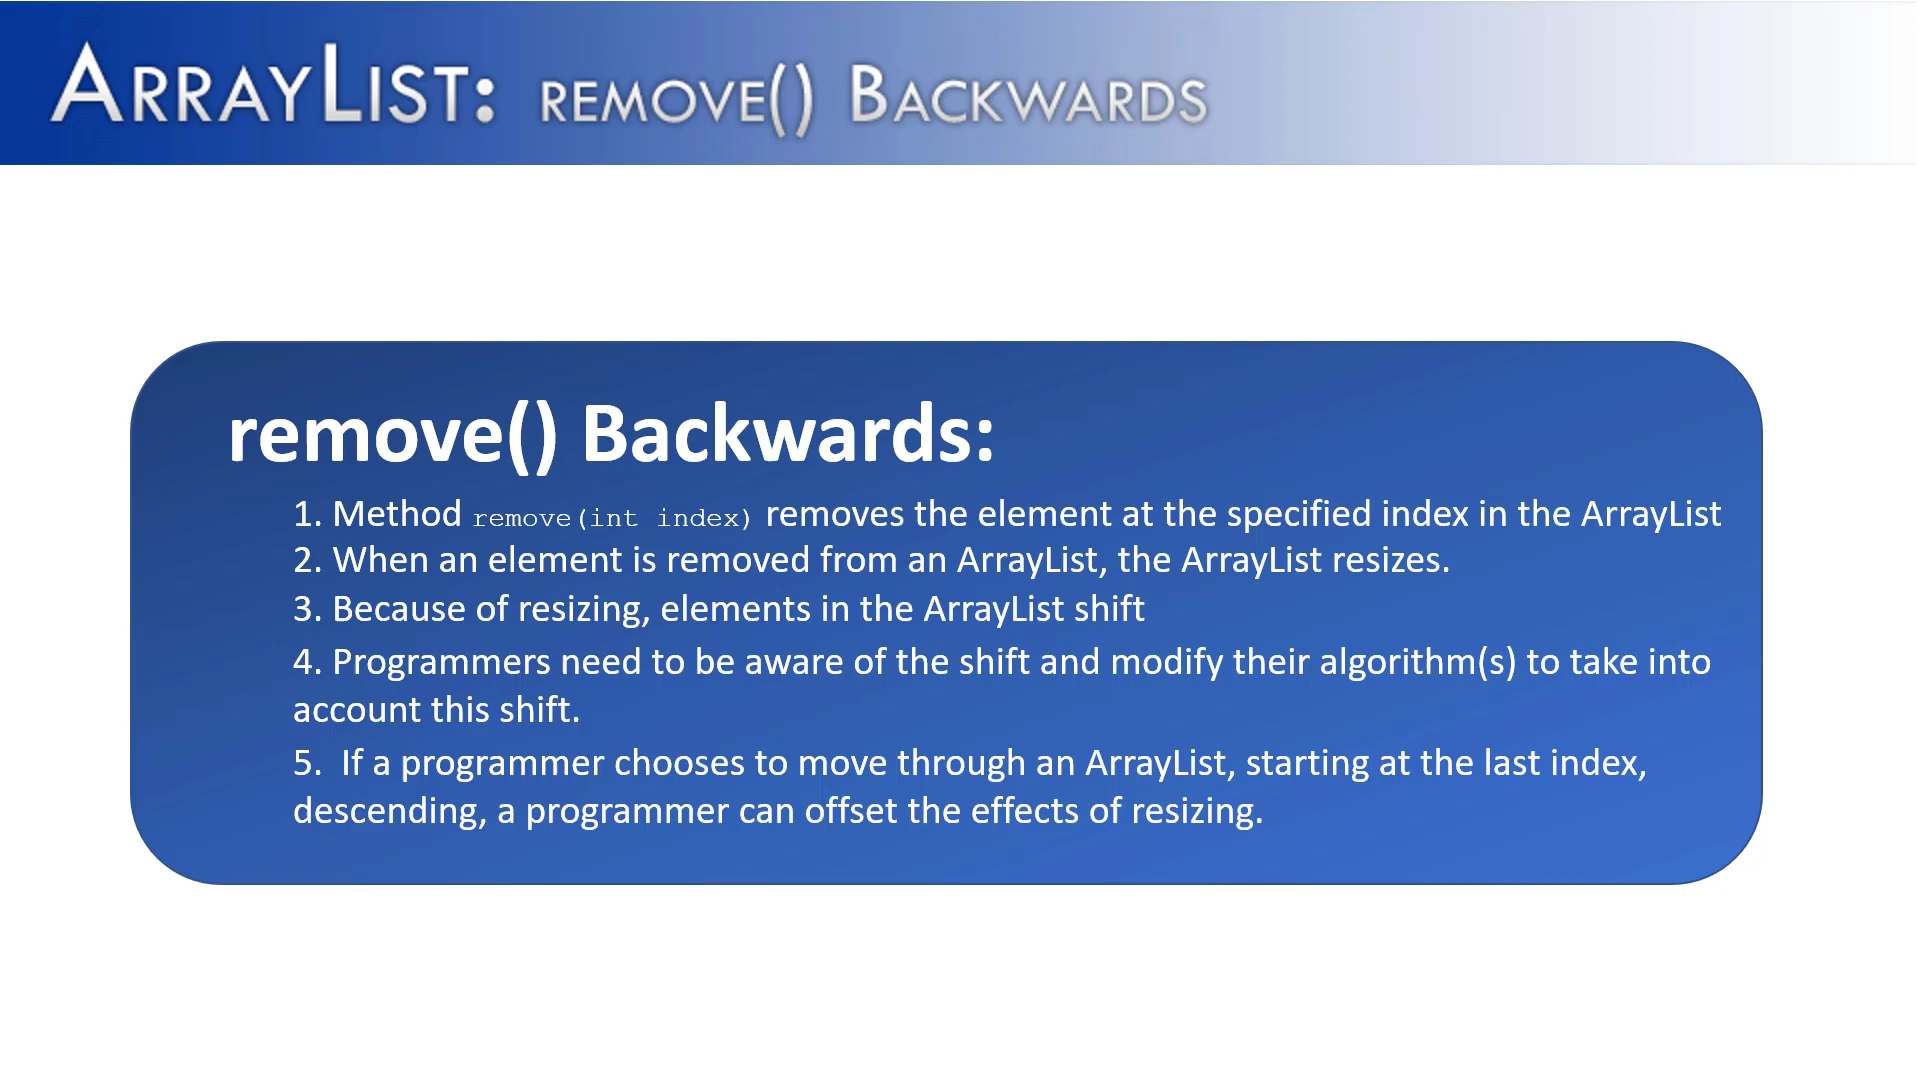 ArrayList: remove() Backwards
remove() Backwards:
1. Method remove(int index) removes the element at the specified index in the ArrayList
2. When an element is removed from an ArrayList, the ArrayList resizes.
3. Because of resizing, elements in the ArrayList shift
4. Programmers need to be aware of the shift and modify their algorithm(s) to take into
account this shift.
5.  If a programmer chooses to move through an ArrayList, starting at the last index,
descending, a programmer can offset the effects of resizing.